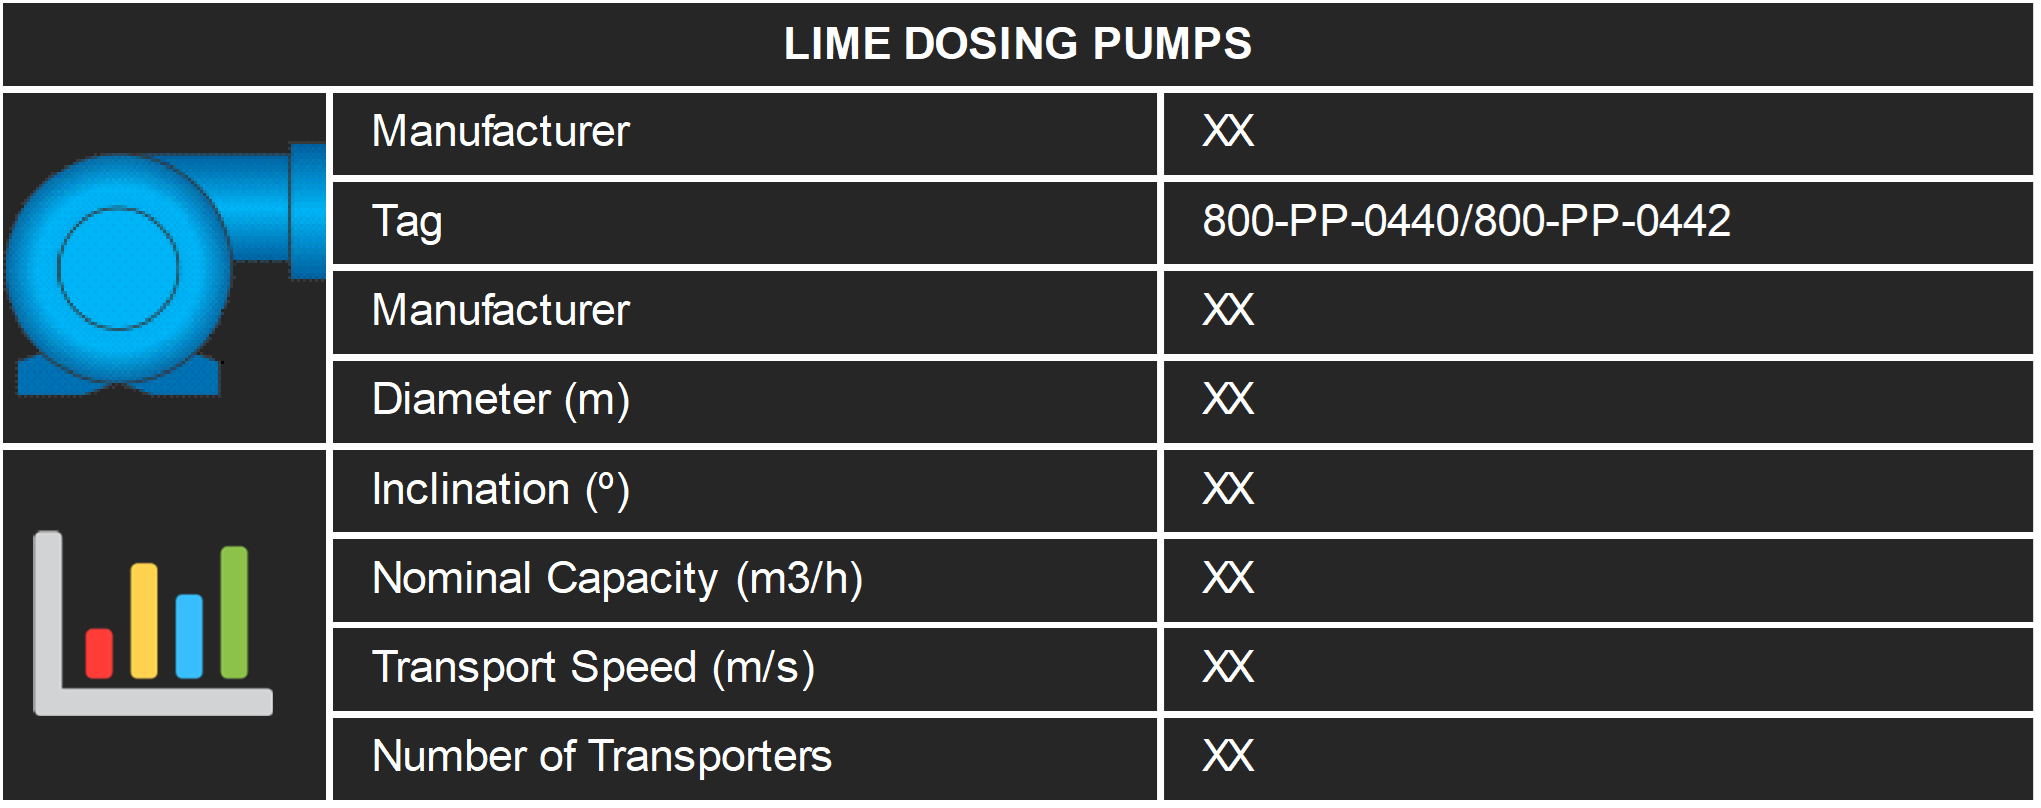 LIME DOSING PUMPS
Manufacturer XX
Tag 800-PP-0440/800-PP-0442
Manufacturer XX
Diameter (m) XX
Inclination (º) XX
Nominal Capacity (m3/h) XX
Transport Speed (m/s) XX
Number of Transporters XX